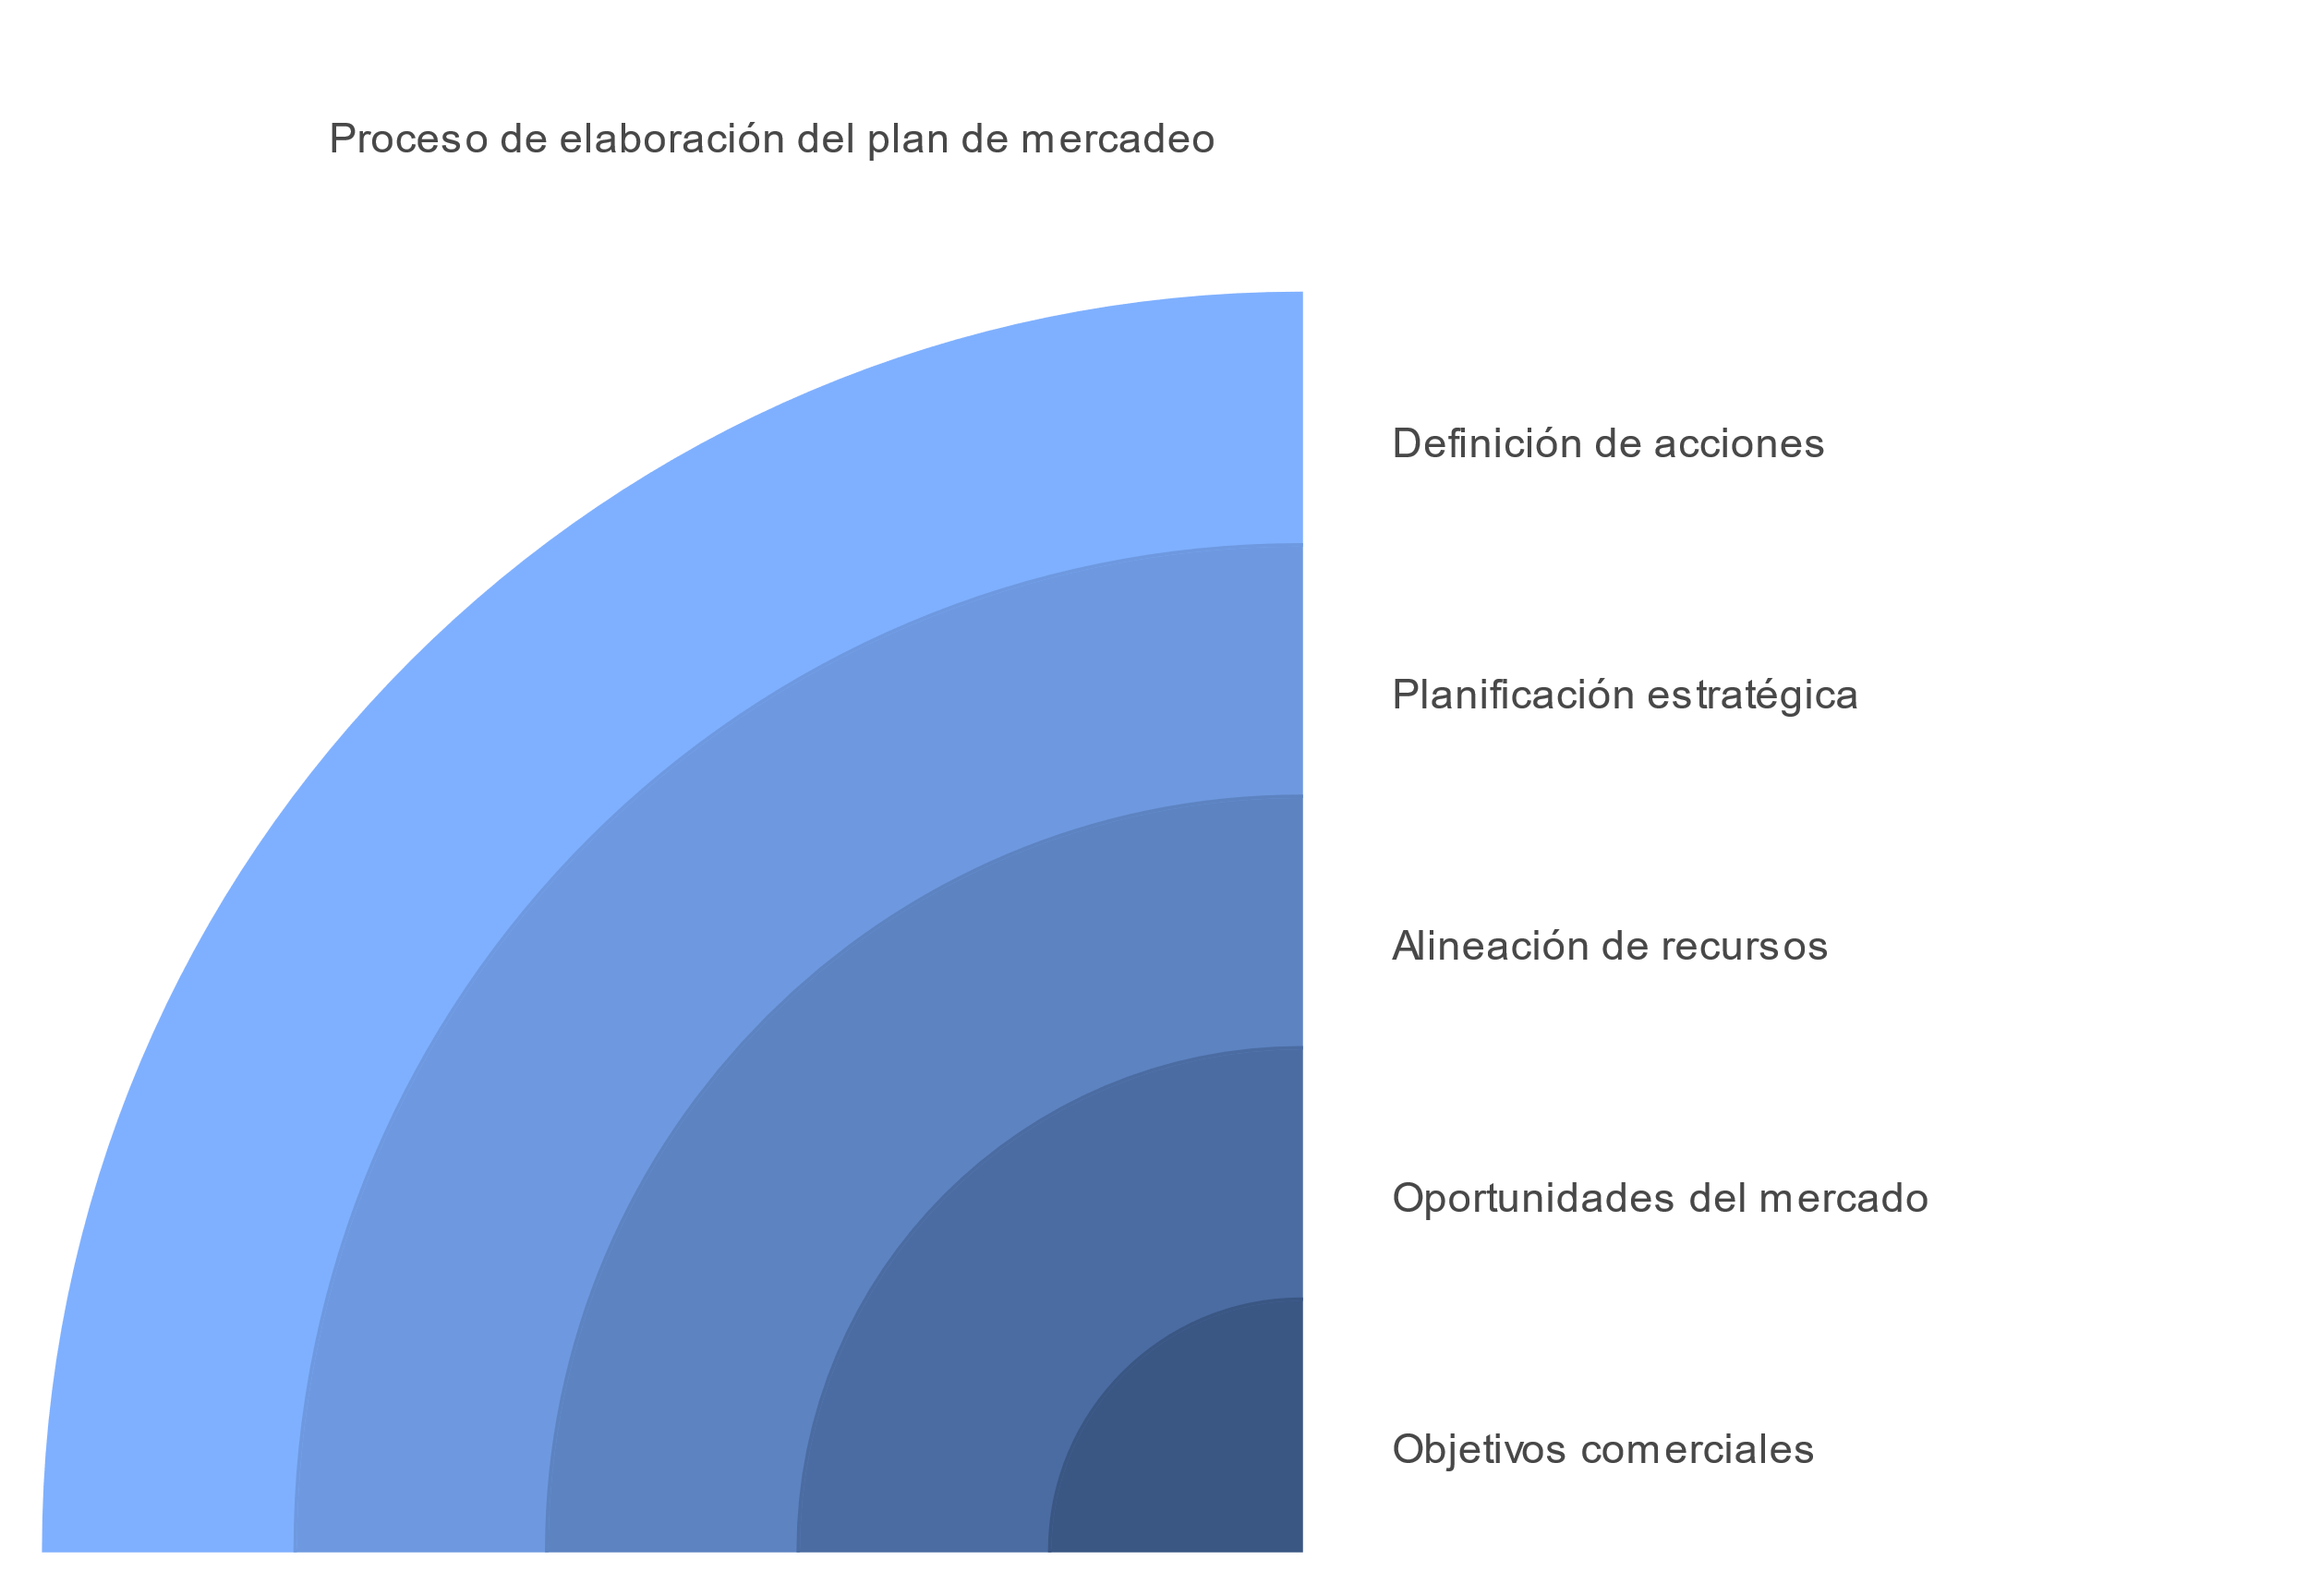 Proceso de elaboración del plan de mercadeo
Definición de acciones
Planificación estratégica
Alineación de recursos
Oportunidades del mercado
Objetivos comerciales